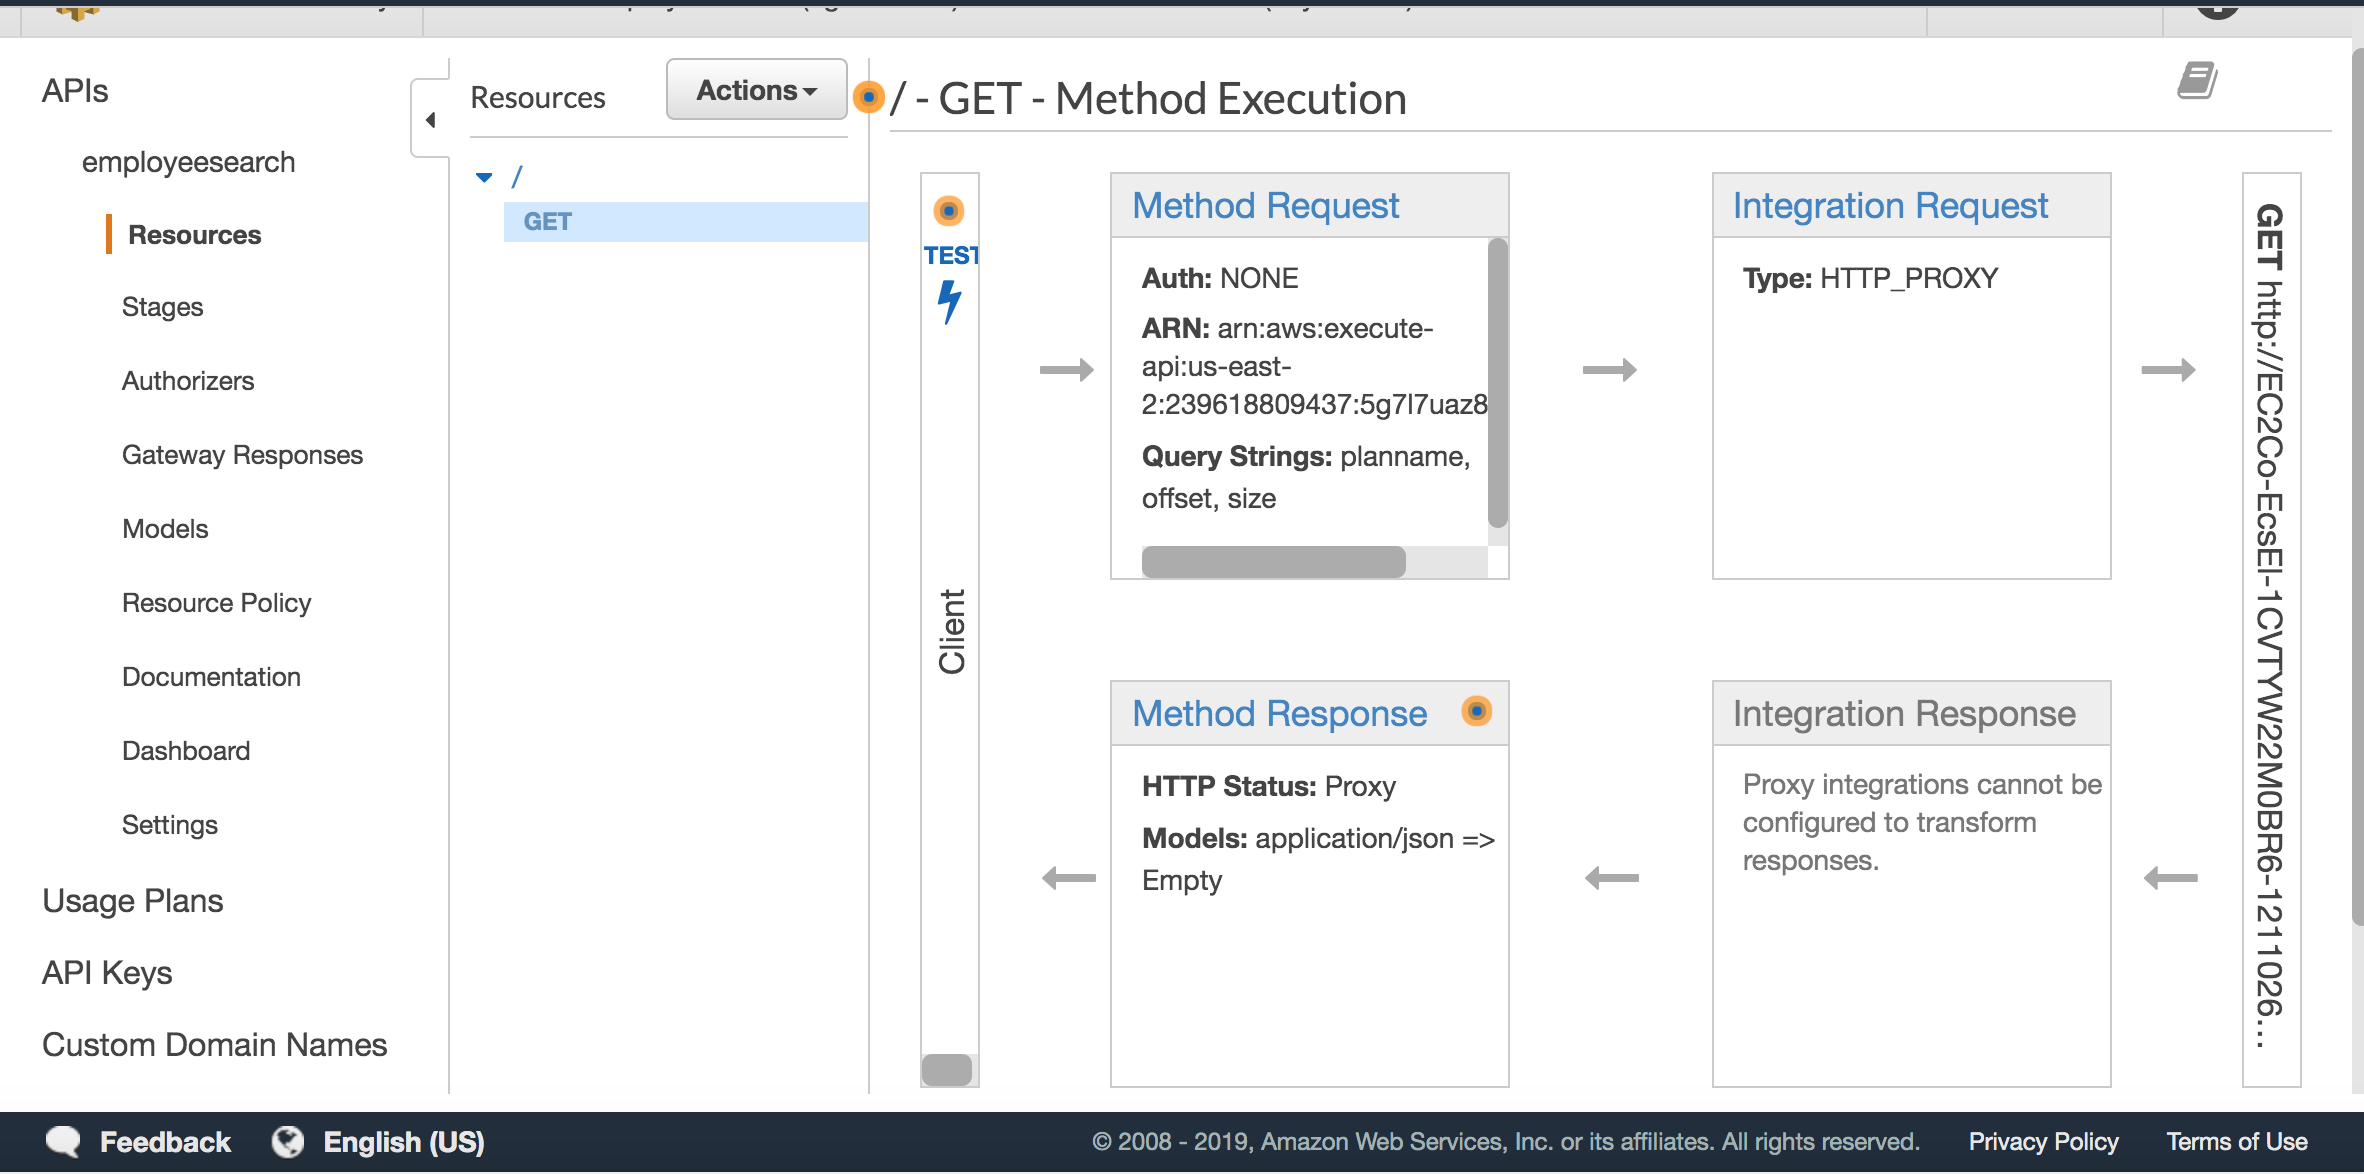 APIs
employeesearch
Resources
Stages
Authorizers
Gateway Responses
Models
Resource Policy
Documentation
Dashboard
Settings
Usage Plans
API Keys
Custom Domain Names
Resources
Actions
/
GET
/ - GET - Method Execution
TEST
Client
Method Request
Auth: NONE
ARN: arn:aws:execute-
api:us-east-
2:239618809437:5g7l7uaz8
Query Strings: planname,
offset, size
Integration Request
Type: HTTP_PROXY
GET http://EC2Co-EcsEl-1CVTYW22M0BR6-1211026...
Method Response
HTTP Status: Proxy
Models: application/json =>
Empty
Integration Response
Proxy integrations cannot be
configured to transform
responses.
Feedback
English (US)
© 2008 - 2019, Amazon Web Services, Inc. or its affiliates. All rights reserved.
Privacy Policy
Terms of Use